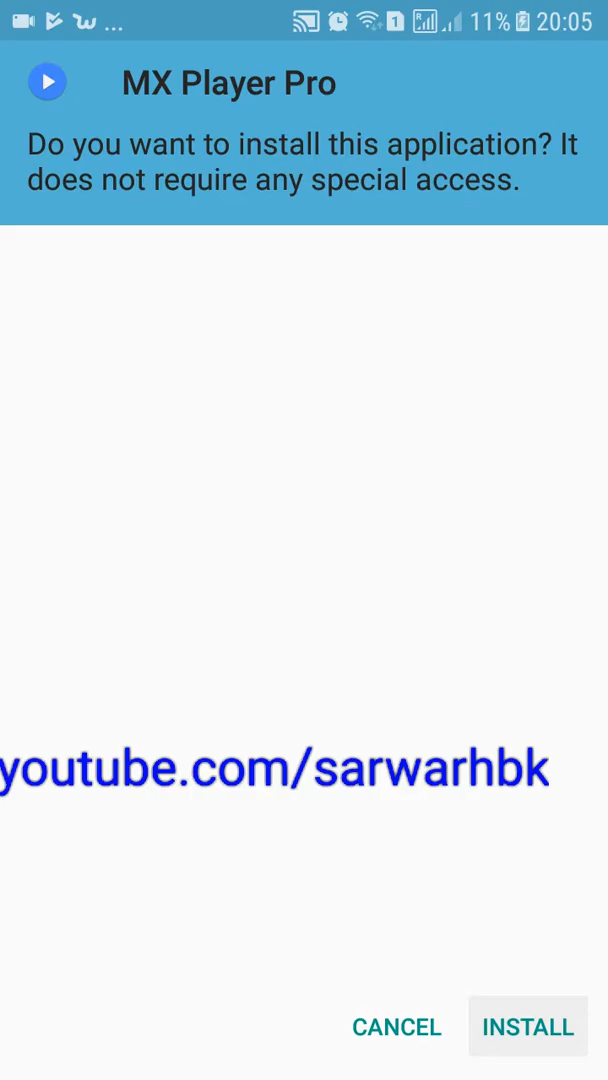 ... 1 R 11% 20:05
MX Player Pro
Do you want to install this application? It
does not require any special access.
youtube.com/sarwarhbk
CANCEL INSTALL